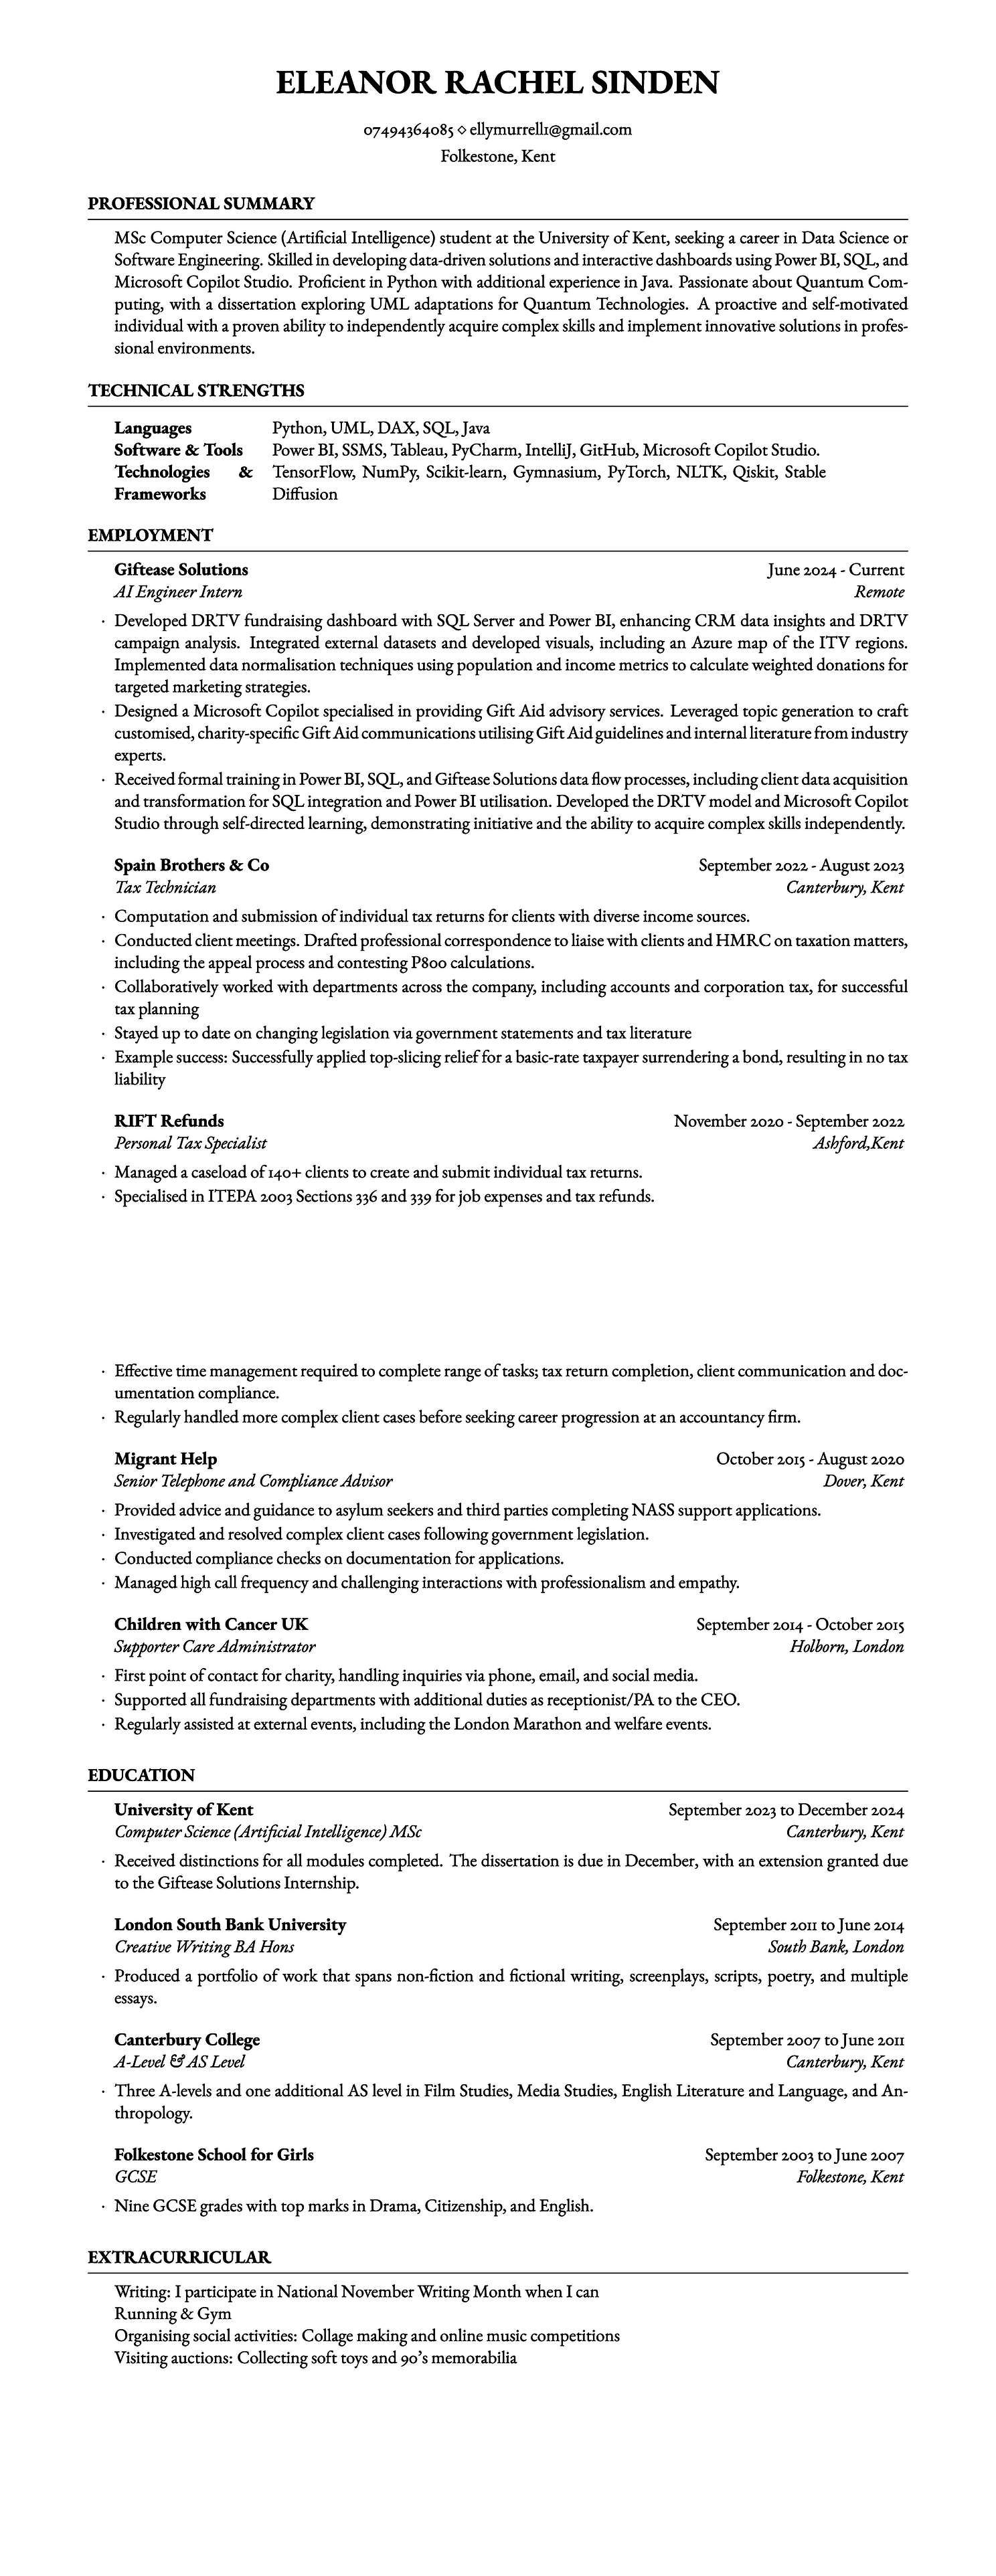 ELEANOR RACHEL SINDEN
07494364085 ⋄ ellymurrell1@gmail.com
Folkestone, Kent
PROFESSIONAL SUMMARY
MSc Computer Science (Artificial Intelligence) student at the University of Kent, seeking a career in Data Science or
Software Engineering. Skilled in developing data-driven solutions and interactive dashboards using Power BI, SQL, and
Microsoft Copilot Studio. Proficient in Python with additional experience in Java. Passionate about Quantum Com-
puting, with a dissertation exploring UML adaptations for Quantum Technologies. A proactive and self-motivated
individual with a proven ability to independently acquire complex skills and implement innovative solutions in profes-
sional environments.
TECHNICAL STRENGTHS
Languages Python, UML, DAX, SQL, Java
Software & Tools Power BI, SSMS, Tableau, PyCharm, IntelliJ, GitHub, Microsoft Copilot Studio.
Technologies & TensorFlow, NumPy, Scikit-learn, Gymnasium, PyTorch, NLTK, Qiskit, Stable
Frameworks Diffusion
EMPLOYMENT
Giftease Solutions June 2024 - Current
AI Engineer Intern Remote
· Developed DRTV fundraising dashboard with SQL Server and Power BI, enhancing CRM data insights and DRTV
campaign analysis. Integrated external datasets and developed visuals, including an Azure map of the ITV regions.
Implemented data normalisation techniques using population and income metrics to calculate weighted donations for
targeted marketing strategies.
· Designed a Microsoft Copilot specialised in providing Gift Aid advisory services. Leveraged topic generation to craft
customised, charity-specific Gift Aid communications utilising Gift Aid guidelines and internal literature from industry
experts.
· Received formal training in Power BI, SQL, and Giftease Solutions data flow processes, including client data acquisition
and transformation for SQL integration and Power BI utilisation. Developed the DRTV model and Microsoft Copilot
Studio through self-directed learning, demonstrating initiative and the ability to acquire complex skills independently.
Spain Brothers & Co September 2022 - August 2023
Tax Technician Canterbury, Kent
· Computation and submission of individual tax returns for clients with diverse income sources.
· Conducted client meetings. Drafted professional correspondence to liaise with clients and HMRC on taxation matters,
including the appeal process and contesting P800 calculations.
· Collaboratively worked with departments across the company, including accounts and corporation tax, for successful
tax planning
· Stayed up to date on changing legislation via government statements and tax literature
· Example success: Successfully applied top-slicing relief for a basic-rate taxpayer surrendering a bond, resulting in no tax
liability
RIFT Refunds November 2020 - September 2022
Personal Tax Specialist Ashford,Kent
· Managed a caseload of 140+ clients to create and submit individual tax returns.
· Specialised in ITEPA 2003 Sections 336 and 339 for job expenses and tax refunds.
· Effective time management required to complete range of tasks; tax return completion, client communication and doc-
umentation compliance.
· Regularly handled more complex client cases before seeking career progression at an accountancy firm.
Migrant Help October 2015 - August 2020
Senior Telephone and Compliance Advisor Dover, Kent
· Provided advice and guidance to asylum seekers and third parties completing NASS support applications.
· Investigated and resolved complex client cases following government legislation.
· Conducted compliance checks on documentation for applications.
· Managed high call frequency and challenging interactions with professionalism and empathy.
Children with Cancer UK September 2014 - October 2015
Supporter Care Administrator Holborn, London
· First point of contact for charity, handling inquiries via phone, email, and social media.
· Supported all fundraising departments with additional duties as receptionist/PA to the CEO.
· Regularly assisted at external events, including the London Marathon and welfare events.
EDUCATION
University of Kent September 2023 to December 2024
Computer Science (Artificial Intelligence) MSc Canterbury, Kent
· Received distinctions for all modules completed. The dissertation is due in December, with an extension granted due
to the Giftease Solutions Internship.
London South Bank University September 2011 to June 2014
Creative Writing BA Hons South Bank, London
· Produced a portfolio of work that spans non-fiction and fictional writing, screenplays, scripts, poetry, and multiple
essays.
Canterbury College September 2007 to June 2011
A-Level & AS Level Canterbury, Kent
· Three A-levels and one additional AS level in Film Studies, Media Studies, English Literature and Language, and An-
thropology.
Folkestone School for Girls September 2003 to June 2007
GCSE Folkestone, Kent
· Nine GCSE grades with top marks in Drama, Citizenship, and English.
EXTRACURRICULAR
Writing: I participate in National November Writing Month when I can
Running & Gym
Organising social activities: Collage making and online music competitions
Visiting auctions: Collecting soft toys and 90's memorabilia